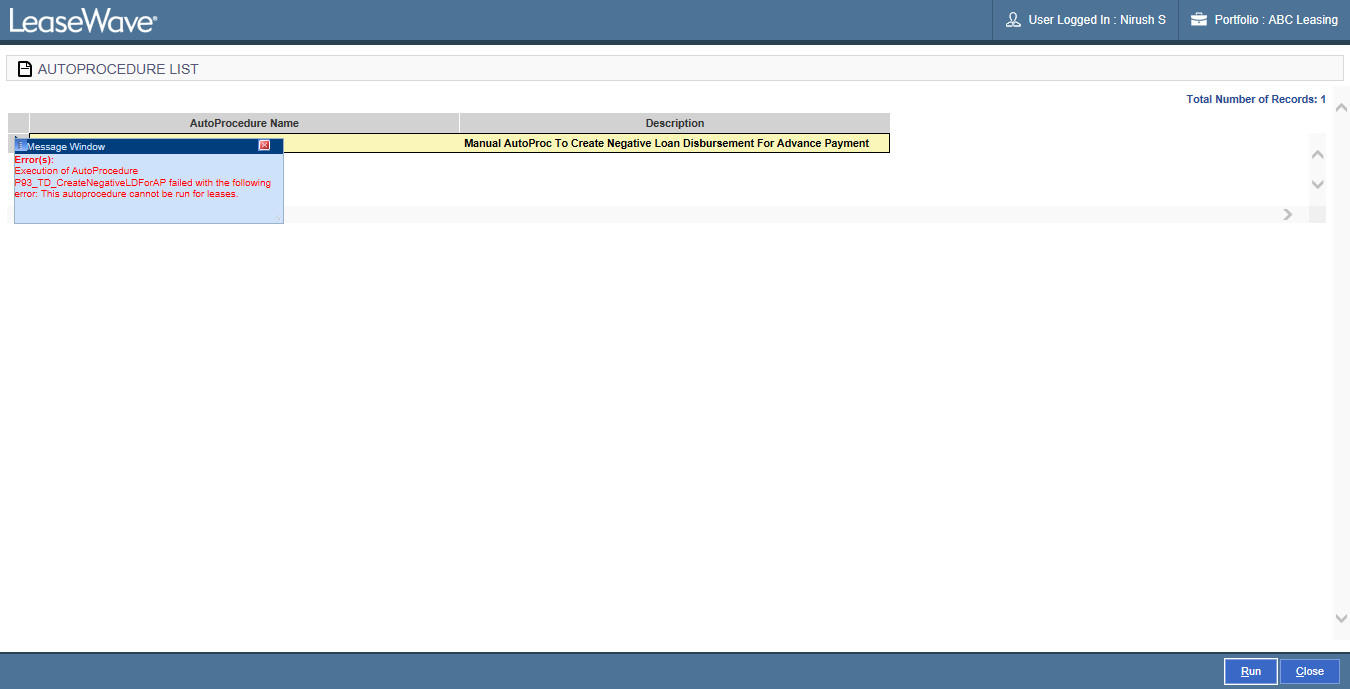 LeaseWave®
User Logged In : Nirush S
Portfolio : ABC Leasing
AUTOPROCEDURE LIST
Total Number of Records: 1
AutoProcedure Name
Description
Manual AutoProc To Create Negative Loan Disbursement For Advance Payment
Message Window
Error(s):
Execution of AutoProcedure
P93_TD_CreateNegativeLDForAP failed with the following
error: This autoprocedure cannot be run for leases.
Run
Close